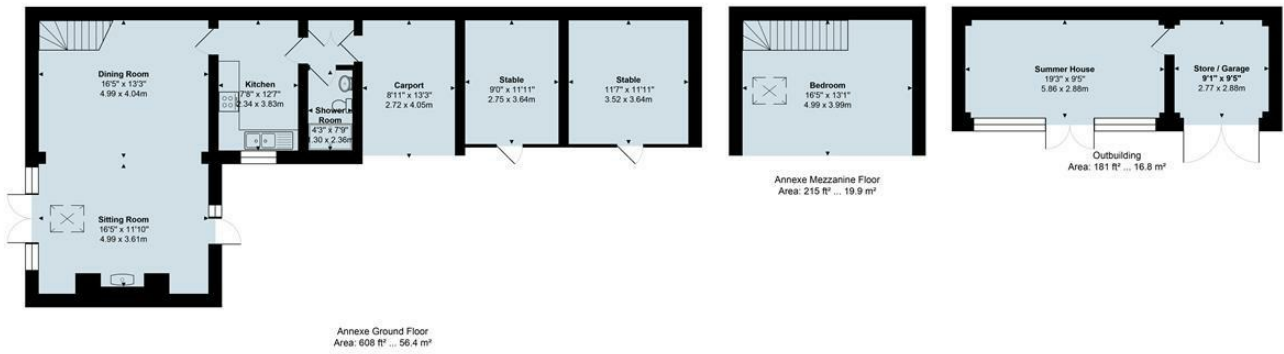 Dining Room
16'5" x 13'3"
4.99 x 4.04m
Kitchen
7'8" x 12'7"
2.34 x 3.83m
Shower
Room
4'3" x 7'9"
1.30 x 2.36m
Carport
8'11" x 13'3"
2.72 x 4.05m
Stable
9'0" x 11'11"
2.75 x 3.64m
Stable
11'7" x 11'11"
3.52 x 3.64m
Sitting Room
16'5" x 11'10"
4.99 x 3.61m
Annexe Ground Floor
Area: 608 ft² ... 56.4 m²
Bedroom
16'5" x 13'1"
4.99 x 3.99m
Annexe Mezzanine Floor
Area: 215 ft² ... 19.9 m²
Summer House
19'3" x 9'5"
5.86 x 2.88m
Store / Garage
9'1" x 9'5"
2.77 x 2.88m
Outbuilding
Area: 181 ft² ... 16.8 m²